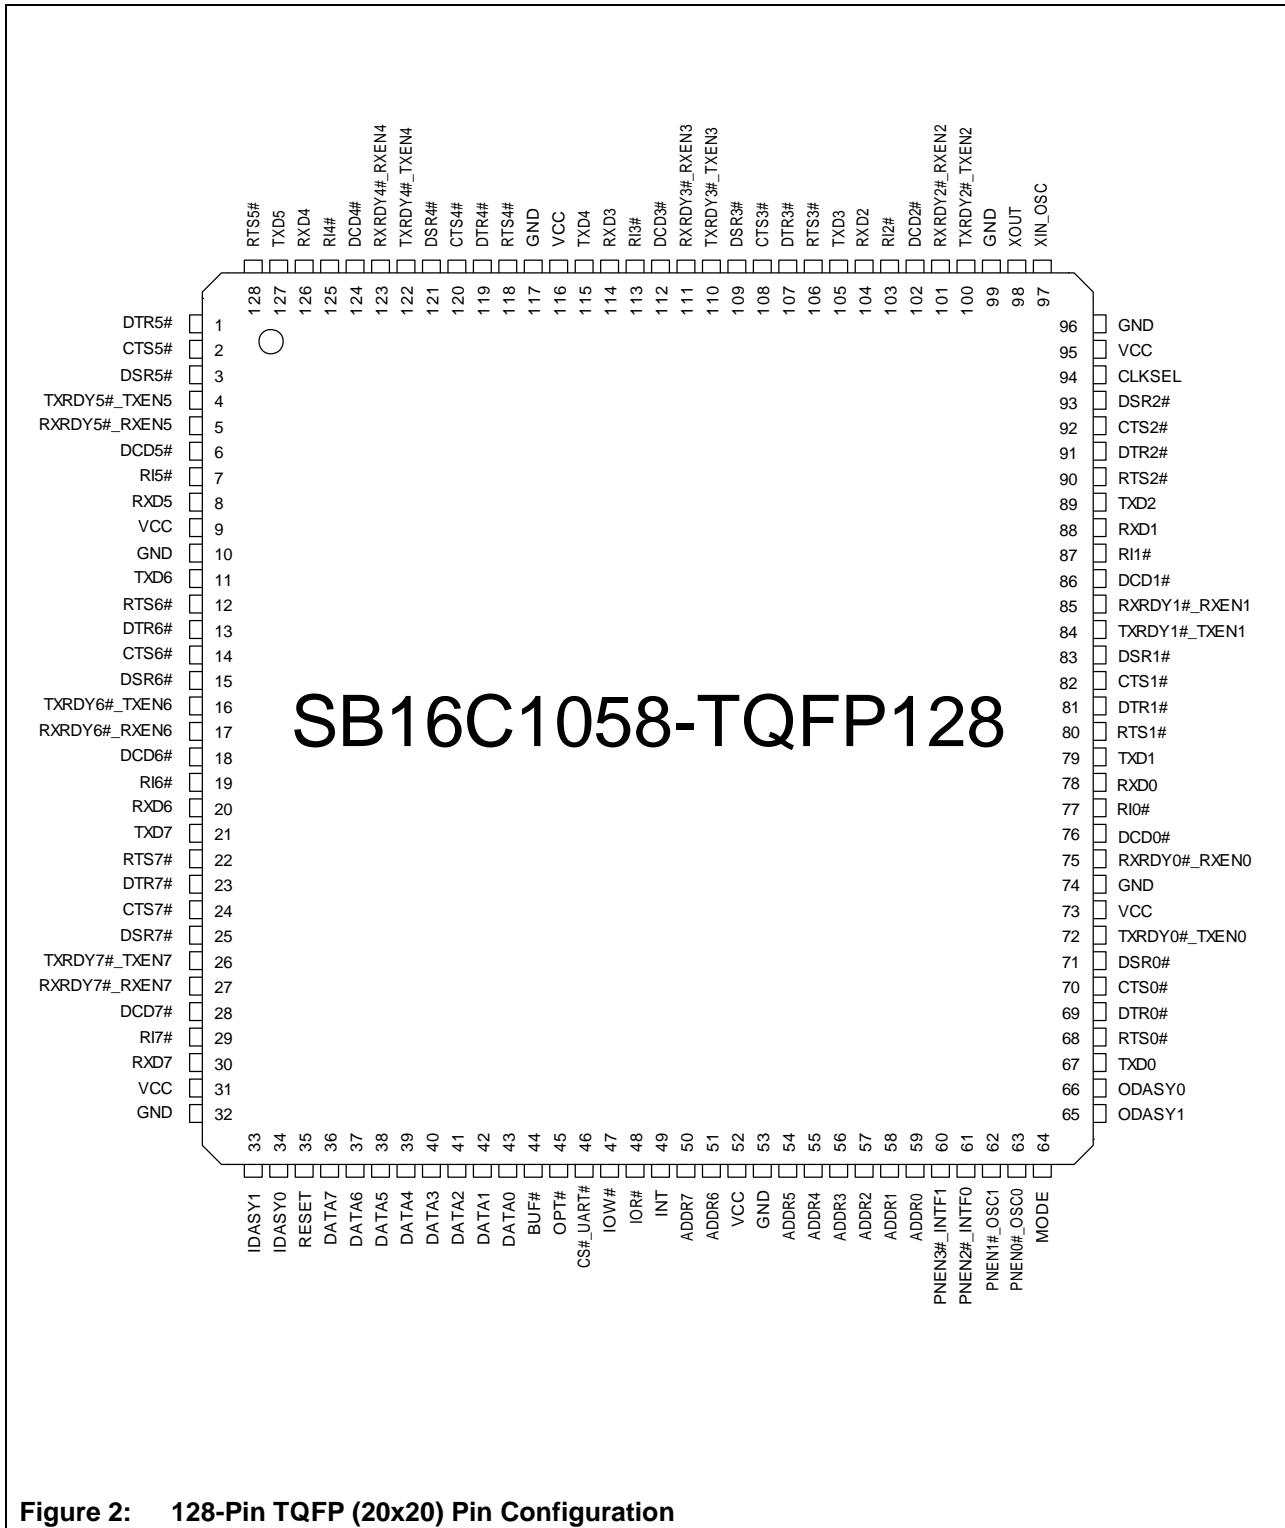 RTS5#
TXD5
RXD4
RI4#
DCD4#
RXRDY4#_RXEN4
TXRDY4#_TXEN4
DSR4#
CTS4#
DTR4#
RTS4#
GND
VCC
TXD4
RXD3
RI3#
DCD3#
RXRDY3#_RXEN3
TXRDY3#_TXEN3
DSR3#
CTS3#
DTR3#
RTS3#
TXD3
RXD2
RI2#
DCD2#
RXRDY2#_RXEN2
TXRDY2#_TXEN2
GND
XOUT
XIN_OSC
128
127
126
125
124
123
122
121
120
119
118
117
116
115
114
113
112
111
110
109
108
107
106
105
104
103
102
101
100
99
98
97
DTR5# 1
CTS5# 2
DSR5# 3
TXRDY5#_TXEN5 4
RXRDY5#_RXEN5 5
DCD5# 6
RI5# 7
RXD5 8
VCC 9
GND 10
TXD6 11
RTS6# 12
DTR6# 13
CTS6# 14
DSR6# 15
TXRDY6#_TXEN6 16
RXRDY6#_RXEN6 17
DCD6# 18
RI6# 19
RXD6 20
TXD7 21
RTS7# 22
DTR7# 23
CTS7# 24
DSR7# 25
TXRDY7#_TXEN7 26
RXRDY7#_RXEN7 27
DCD7# 28
RI7# 29
RXD7 30
VCC 31
GND 32
SB16C1058-TQFP128
96 GND
95 VCC
94 CLKSEL
93 DSR2#
92 CTS2#
91 DTR2#
90 RTS2#
89 TXD2
88 RXD1
87 RI1#
86 DCD1#
85 RXRDY1#_RXEN1
84 TXRDY1#_TXEN1
83 DSR1#
82 CTS1#
81 DTR1#
80 RTS1#
79 TXD1
78 RXD0
77 RI0#
76 DCD0#
75 RXRDY0#_RXEN0
74 GND
73 VCC
72 TXRDY0#_TXEN0
71 DSR0#
70 CTS0#
69 DTR0#
68 RTS0#
67 TXD0
66 ODASY0
65 ODASY1
33
34
35
36
37
38
39
40
41
42
43
44
45
46
47
48
49
50
51
52
53
54
55
56
57
58
59
60
61
62
63
64
IDASY1
IDASY0
RESET
DATA7
DATA6
DATA5
DATA4
DATA3
DATA2
DATA1
DATA0
BUF#
OPT#
CS#_UART#
IOW#
IOR#
INT
ADDR7
ADDR6
VCC
GND
ADDR5
ADDR4
ADDR3
ADDR2
ADDR1
ADDR0
PNEN3#_INTF1
PNEN2#_INTF0
PNEN1#_OSC1
PNEN0#_OSC0
MODE
Figure 2: 128-Pin TQFP (20x20) Pin Configuration